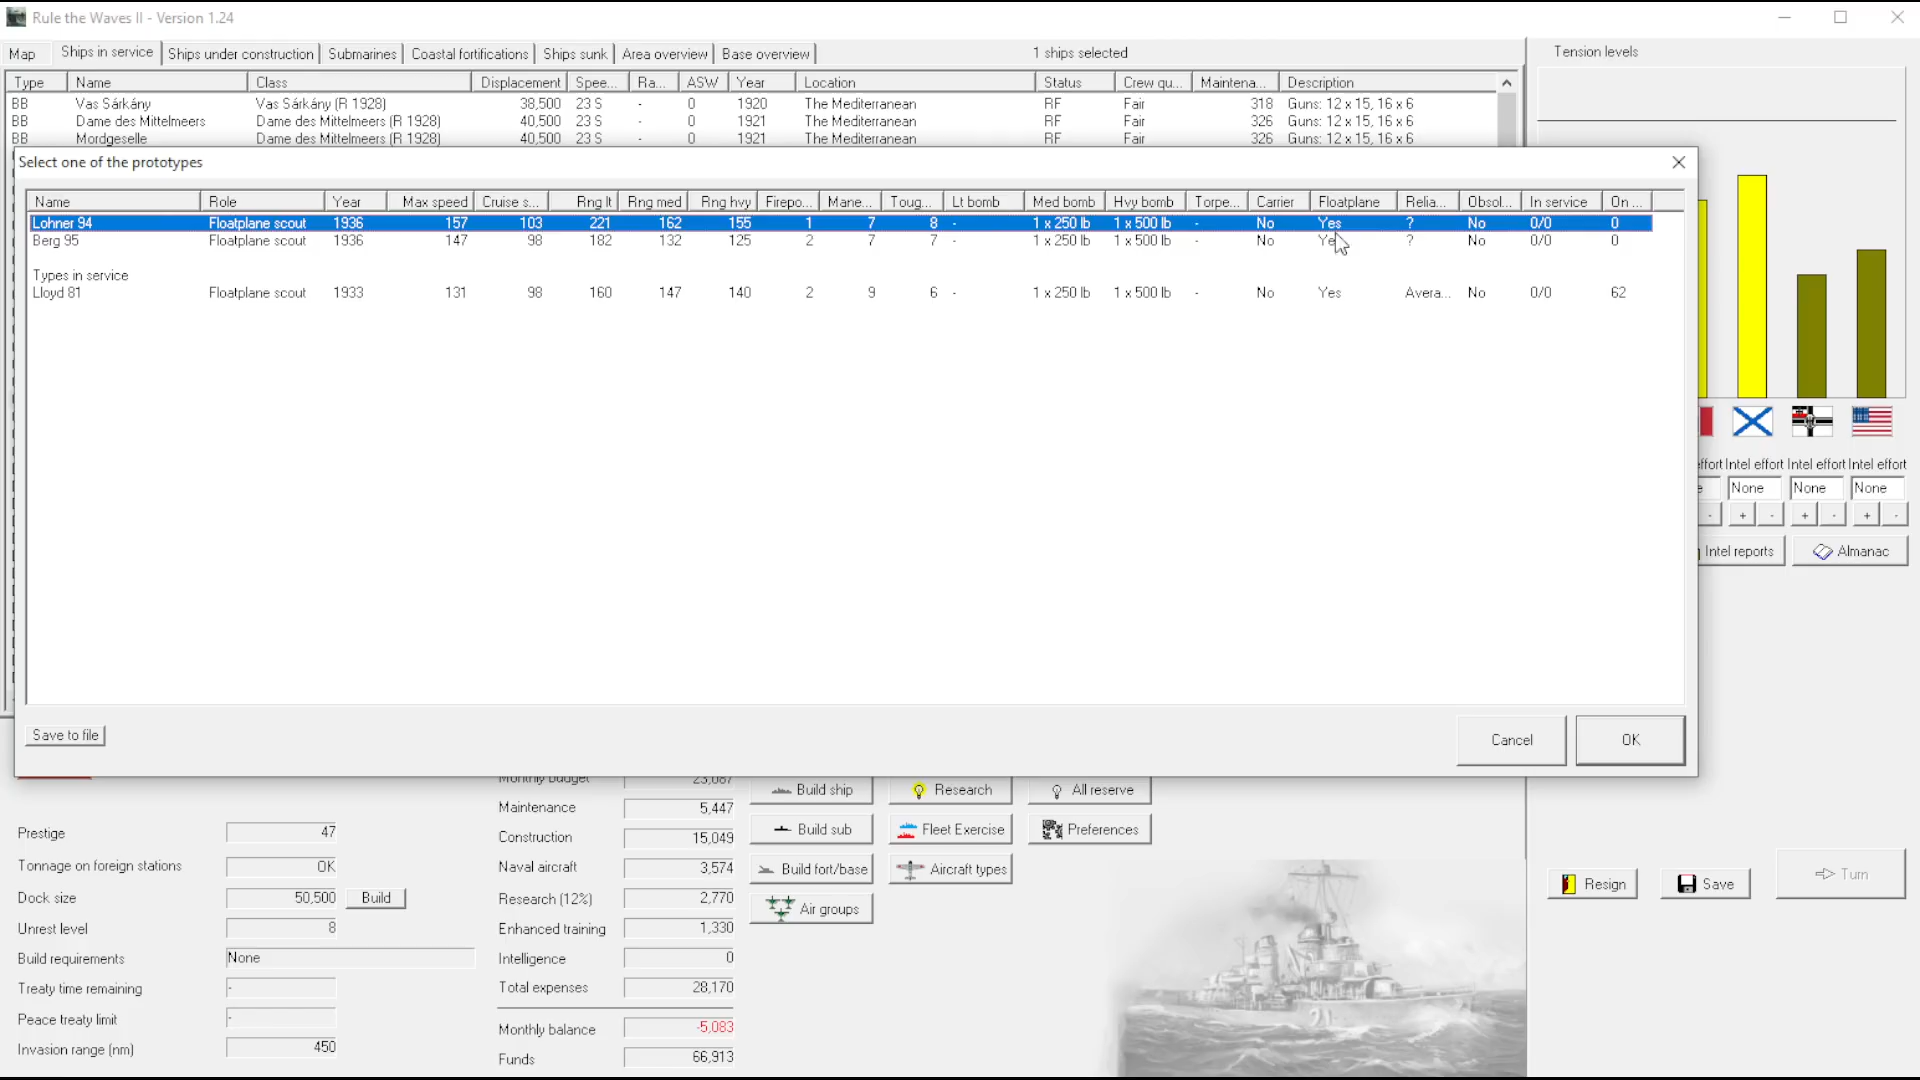 Rule the Waves II - Version 1.24
Map Ships in service Ships under construction Submarines Coastal fortifications Ships sunk Area overview Base overview 1 ships selected Tension levels
Type Name Class Displacement Spee... Ra... ASW Year Location Status Crew qu... Maintena... Description
BB Vas Sárkány Vas Sárkány (R 1928) 38,500 23 S - 0 1920 The Mediterranean RF Fair 318 Guns: 12 x 15, 16 x 6
BB Dame des Mittelmeers Dame des Mittelmeers (R 1928) 40,500 23 S - 0 1921 The Mediterranean RF Fair 326 Guns: 12 x 15, 16 x 6
BB Mordgeselle Dame des Mittelmeers (R 1928) 40,500 23 S - 0 1921 The Mediterranean RF Fair 326 Guns: 12 x 15, 16 x 6
Select one of the prototypes
Name Role Year Max speed Cruise s... Rng lt Rng med Rng hvy Firepo... Mane... Toug... Lt bomb Med bomb Hvy bomb Torpe... Carrier Floatplane Relia... Obsol... In service On ...
Lohner 94 Floatplane scout 1936 157 103 221 162 155 1 7 8 - 1 x 250 lb 1 x 500 lb - No Yes ? No 0/0 0
Berg 95 Floatplane scout 1936 147 98 182 132 125 2 7 7 - 1 x 250 lb 1 x 500 lb - No Yes ? No 0/0 0
Types in service
Lloyd 81 Floatplane scout 1933 131 98 160 147 140 2 9 6 - 1 x 250 lb 1 x 500 lb - No Yes Avera... No 0/0 62
Intel effort Intel effort Intel effort
None None None
- + - + - + -
Intel reports Almanac
Save to file Cancel OK
Monthly budget 23,087 Build ship Research All reserve
Maintenance 5,447
Prestige 47 Construction 15,049 Build sub Fleet Exercise Preferences
Tonnage on foreign stations OK Naval aircraft 3,574 Build fort/base Aircraft types
Dock size 50,500 Build Research (12%) 2,770 Air groups Resign Save Turn
Unrest level 8 Enhanced training 1,330
Build requirements None Intelligence 0
Treaty time remaining - Total expenses 28,170
Peace treaty limit - Monthly balance -5,083
Invasion range (nm) 450 Funds 66,913